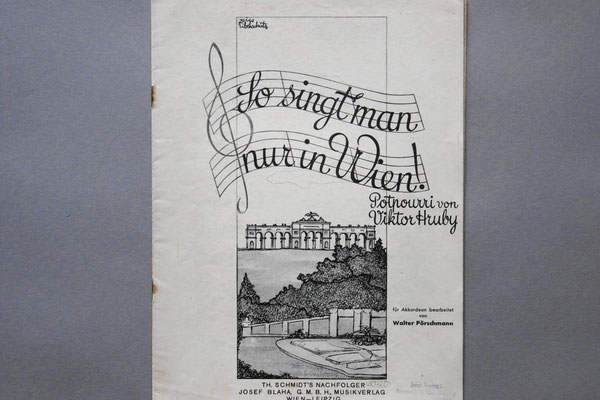 So singt man
nur in Wien!
Potpourri von
Viktor Hruby
für Akkordeon bearbeitet
von
Walter Pörschmann
TH. SCHMIDT'S NACHFOLGER
JOSEF BLAHA, G. M. B. H., MUSIKVERLAG
WIEN—LEIPZIG